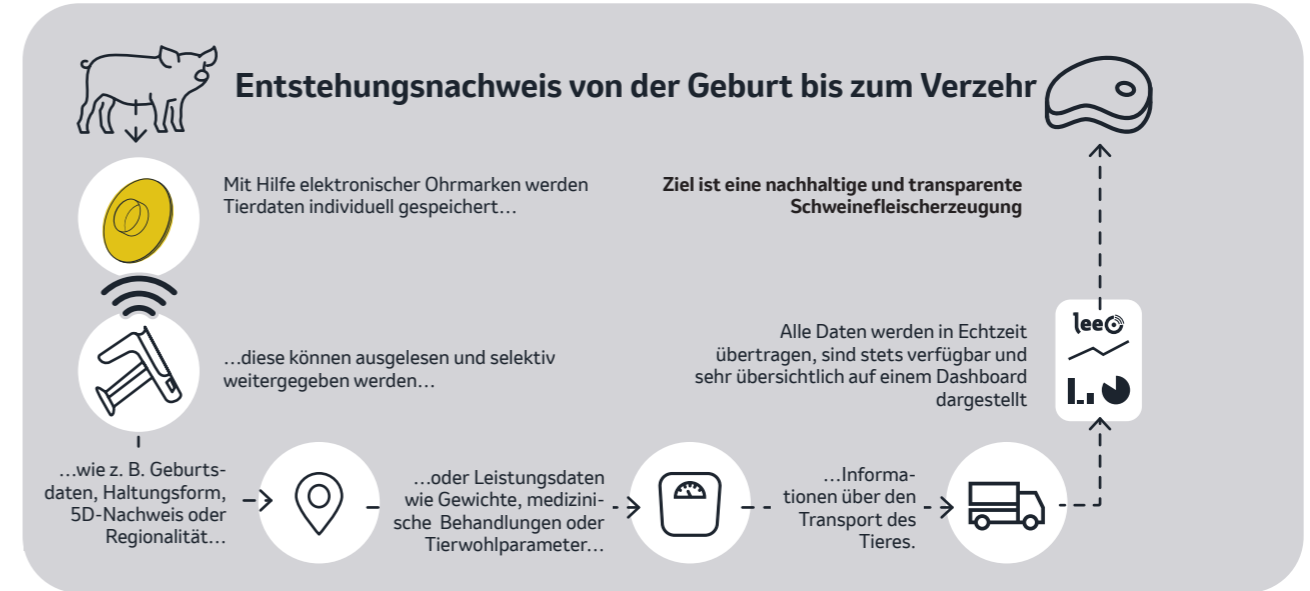 Entstehungsnachweis von der Geburt bis zum Verzehr
Mit Hilfe elektronischer Ohrmarken werden
Tierdaten individuell gespeichert...
Ziel ist eine nachhaltige und transparente
Schweinefleischerzeugung
...diese können ausgelesen und selektiv
weitergegeben werden...
Alle Daten werden in Echtzeit
übertragen, sind stets verfügbar und
sehr übersichtlich auf einem Dashboard
dargestellt
leeO
...wie z. B. Geburts-
daten, Haltungsform,
5D-Nachweis oder
Regionalität...
...oder Leistungsdaten
wie Gewichte, medizini-
sche Behandlungen oder
Tierwohlparameter...
...Informa-
tionen über den
Transport des
Tieres.